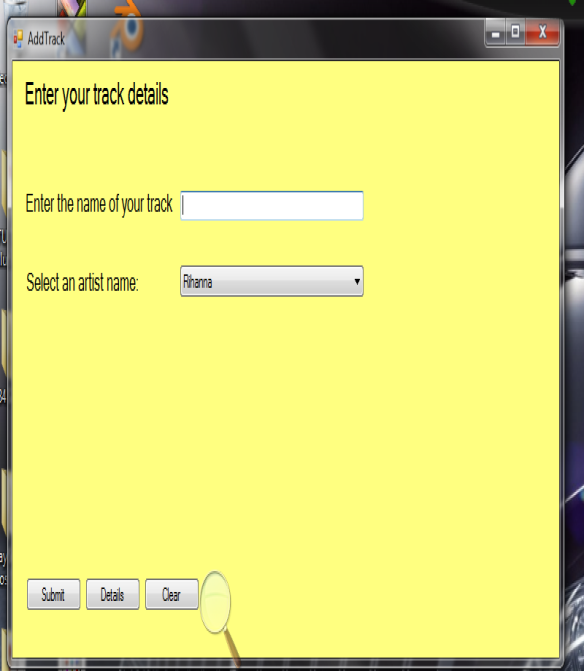 AddTrack
Enter your track details
Enter the name of your track
Select an artist name:
Rihanna
Submit Details Clear